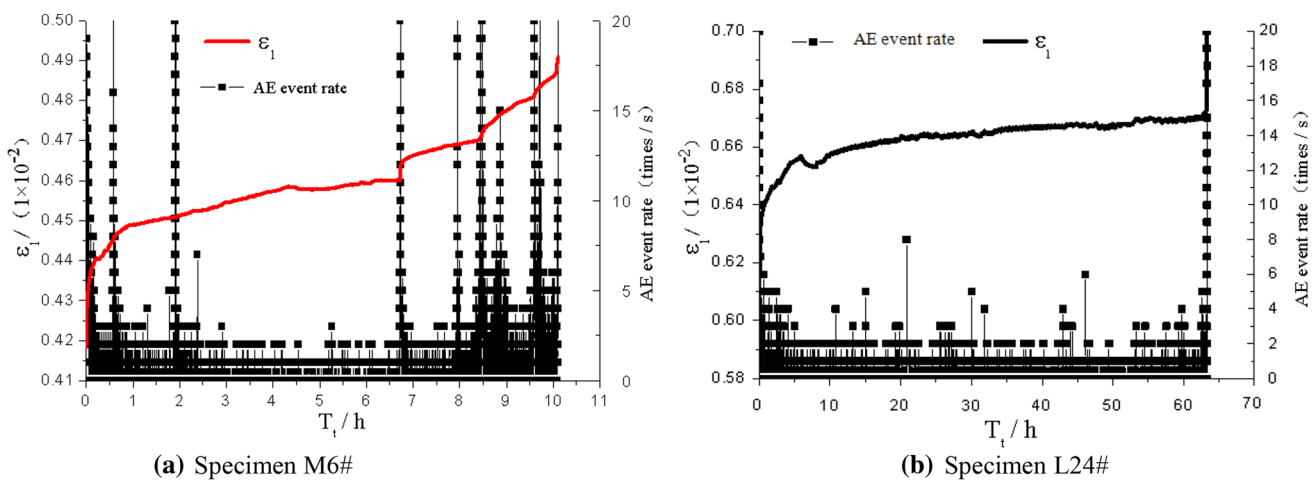 ε1
AE event rate
ε1 / (1×10-2)
0.50
0.49
0.48
0.47
0.46
0.45
0.44
0.43
0.42
0.41
20
15
10
5
0
AE event rate (times / s)
0 1 2 3 4 5 6 7 8 9 10 11
Tt / h
(a) Specimen M6#
AE event rate ε1
ε1 / (1×10-2)
0.70
0.68
0.66
0.64
0.62
0.60
0.58
20
18
16
14
12
10
8
6
4
2
0
AE event rate (times / s)
0 10 20 30 40 50 60 70
Tt / h
(b) Specimen L24#